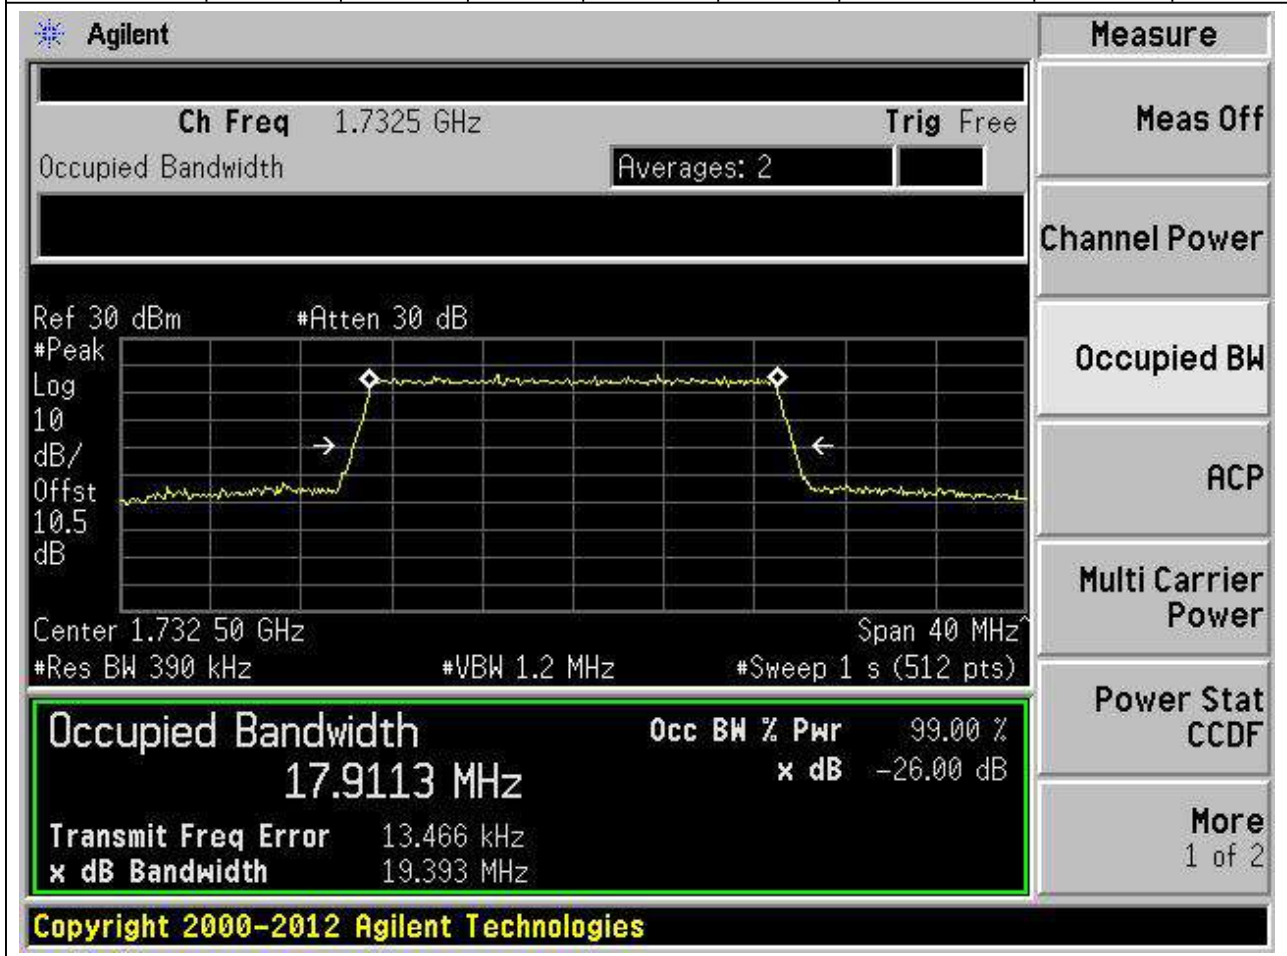 Agilent
Measure
Ch Freq 1.7325 GHz Trig Free
Occupied Bandwidth Averages: 2
Meas Off
Channel Power
Occupied BW
ACP
Multi Carrier
Power
Power Stat
CCDF
More
1 of 2
Ref 30 dBm #Atten 30 dB
#Peak
Log
10
dB/
Offst
10.5
dB
Center 1.732 50 GHz Span 40 MHz^
#Res BW 390 kHz #VBW 1.2 MHz #Sweep 1 s (512 pts)
Occupied Bandwidth Occ BW % Pwr 99.00 %
17.9113 MHz x dB -26.00 dB
Transmit Freq Error 13.466 kHz
x dB Bandwidth 19.393 MHz
Copyright 2000-2012 Agilent Technologies